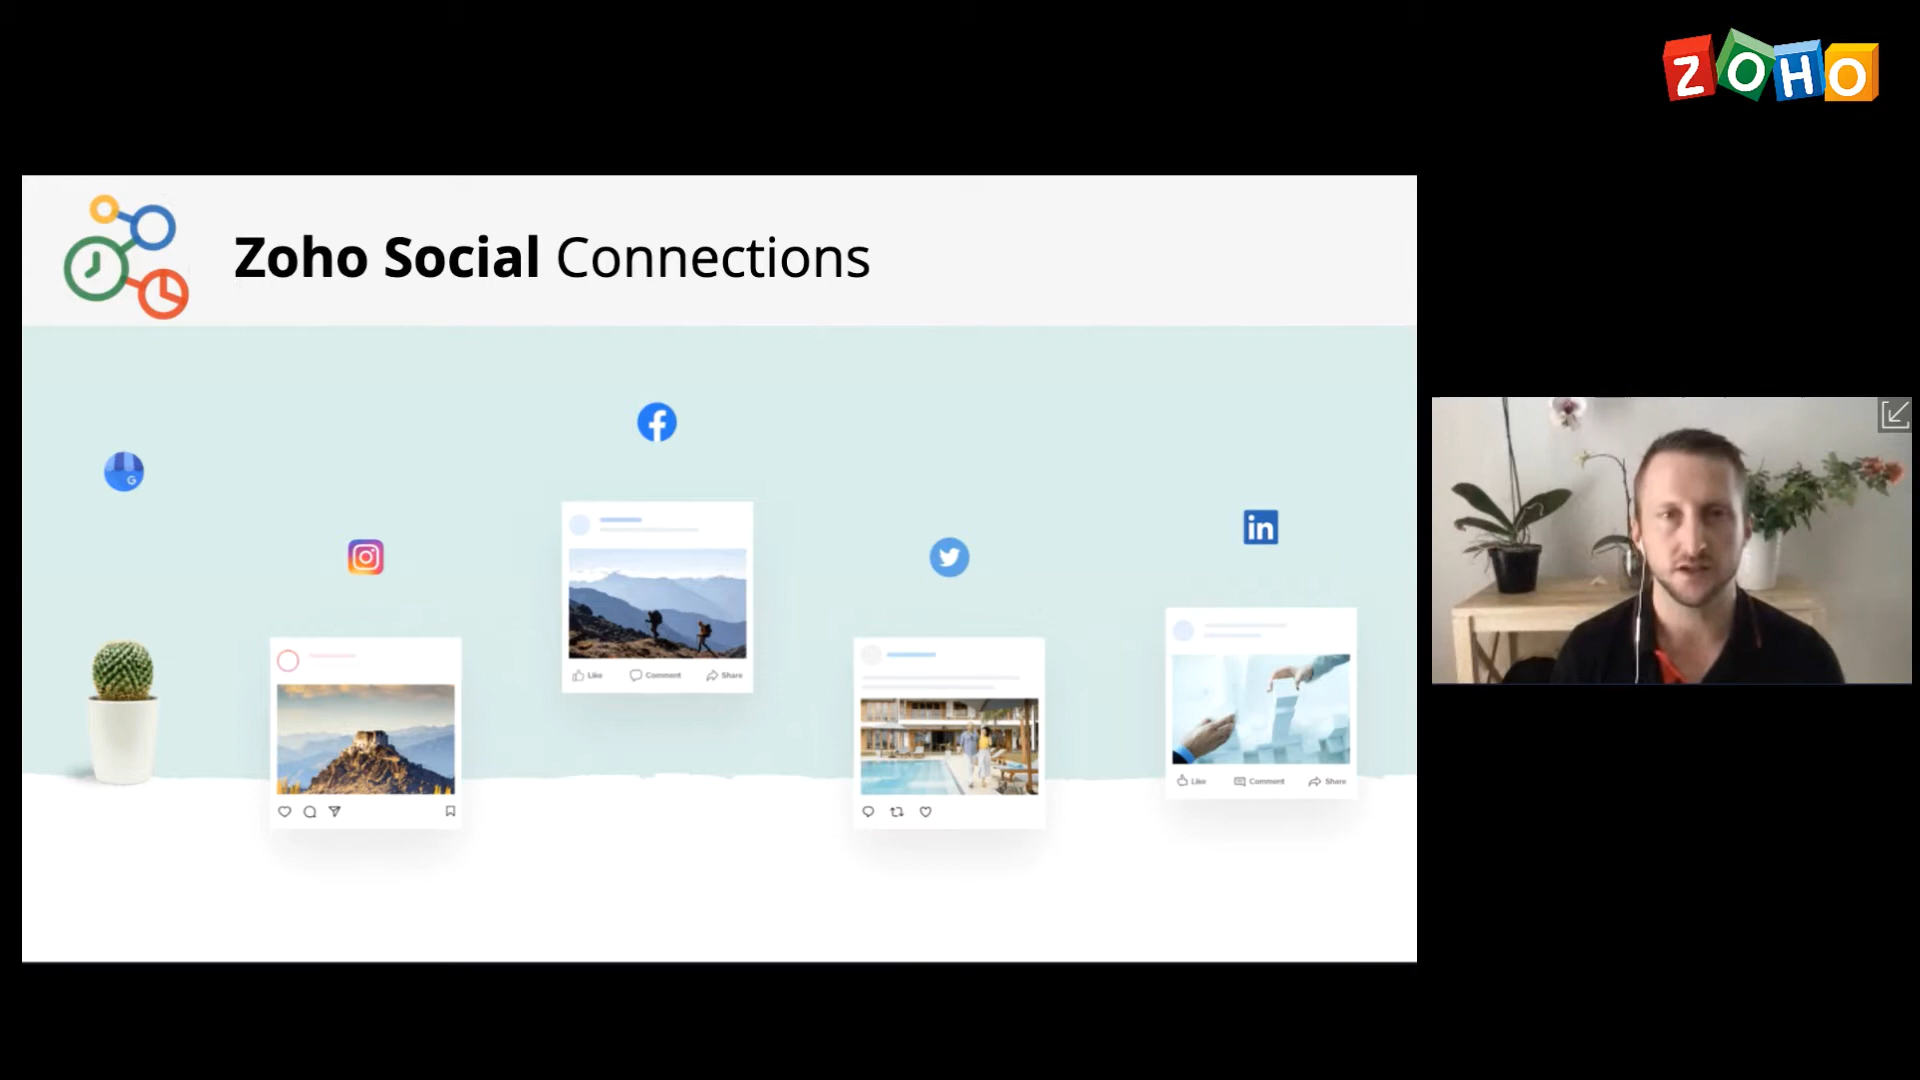 ZOHO
Zoho Social Connections
G
f
in
Like Comment Share
Like Comment Share